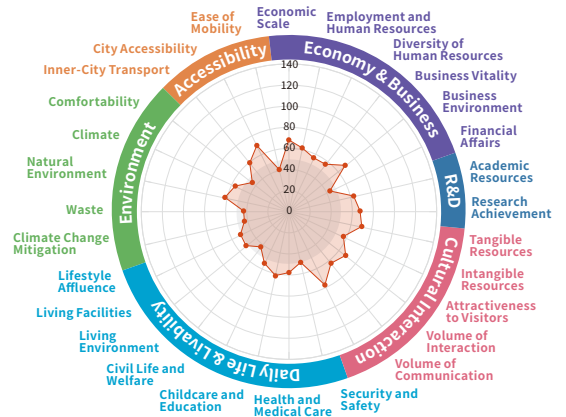 Economic
Scale
Employment and
Human Resources
Diversity of
Human Resources
Business Vitality
Business
Environment
Financial
Affairs
Academic
Resources
Research
Achievement
Tangible
Resources
Intangible
Resources
Attractiveness
to Visitors
Volume of
Interaction
Volume of
Communication
Security and
Safety
Health and
Medical Care
Childcare and
Education
Civil Life and
Welfare
Living
Environment
Living Facilities
Lifestyle
Affluence
Climate Change
Mitigation
Waste
Natural
Environment
Climate
Comfortability
Inner-City Transport
City Accessibility
Ease of
Mobility
Economy & Business
R&D
Cultural Interaction
Daily Life & Livability
Environment
Accessibility
140
120
100
80
60
40
20
0